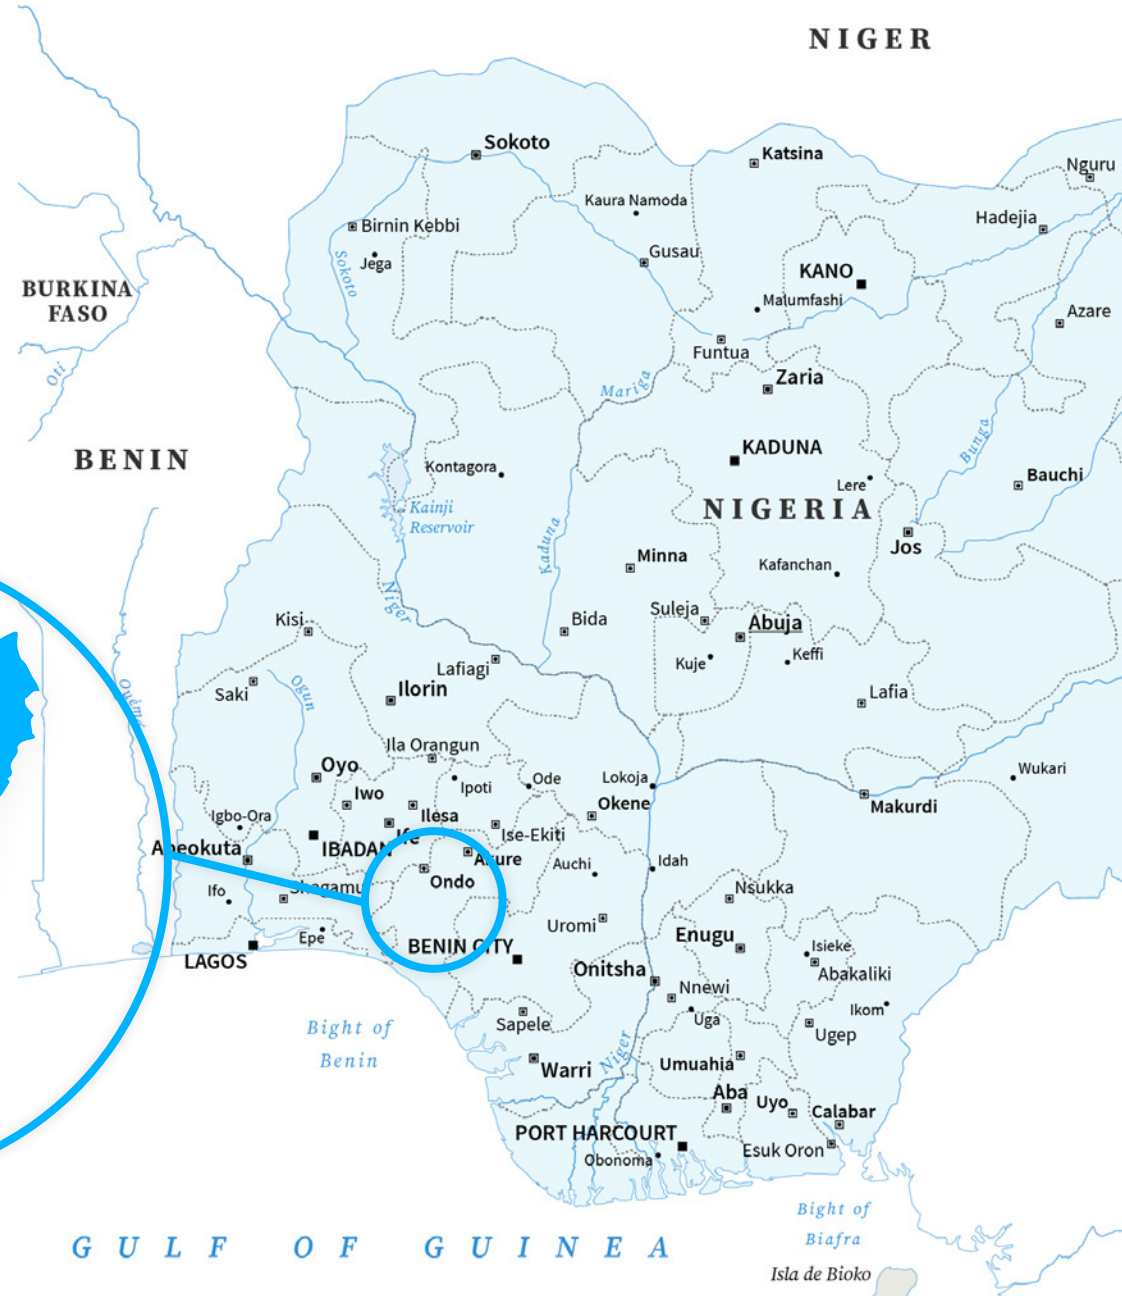 NIGER
Sokoto
Katsina
Nguru
Kaura Namoda
Hadejia
Birnin Kebbi
Gusau
Jega
Sokoto
KANO
BURKINA
FASO
Malumfashi
Azare
Funtua
Oti
Mariga
Zaria
BENIN
KADUNA
Bunga
Kontagora
Bauchi
Lere
Kainji
Reservoir
NIGERIA
Kaduna
Jos
Minna
Kafanchan
Niger
Suleja
Abuja
Kisi
Bida
Keffi
Kuje
Lafiagi
Saki
Ogun
Ilorin
Lafia
Ouémé
Ila Orangun
Oyo
Ipoti
Ode
Lokoja
Wukari
Iwo
Okene
Makurdi
Igbo-Ora
Ilesa
Ife
Ise-Ekiti
Abeokuta
IBADAN
Akure
Auchi
Idah
Ondo
Ifo
Shagamu
Nsukka
Uromi
Epe
BENIN CITY
Enugu
Isieke
LAGOS
Onitsha
Abakaliki
Nnewi
Ikom
Uga
Bight of
Benin
Sapele
Ugep
Niger
Warri
Umuahia
Aba
Uyo
Calabar
PORT HARCOURT
Esuk Oron
Obonoma
Bight of
Biafra
GULF OF GUINEA
Isla de Bioko